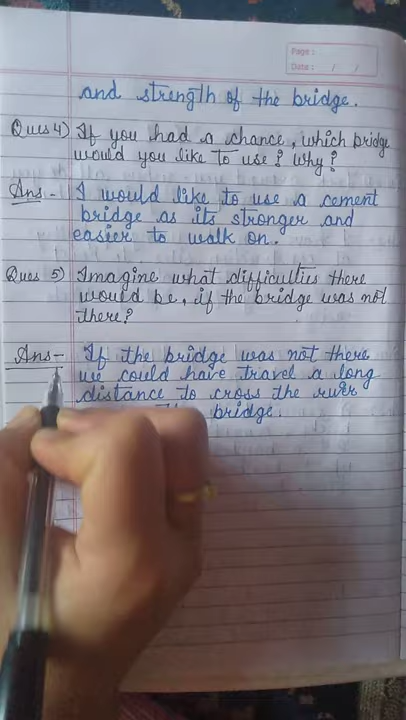 Page:
Date: / /
and strength of the bridge.
Ques 4) If you had a chance, which bridge
would you like to use? Why?
Ans- I would like to use a cement
bridge as its stronger and
easier to walk on.
Ques 5) Imagine what difficulties there
would be, if the bridge was not
there?
Ans- If the bridge was not there
we could have travel a long
distance to cross the river
the bridge.